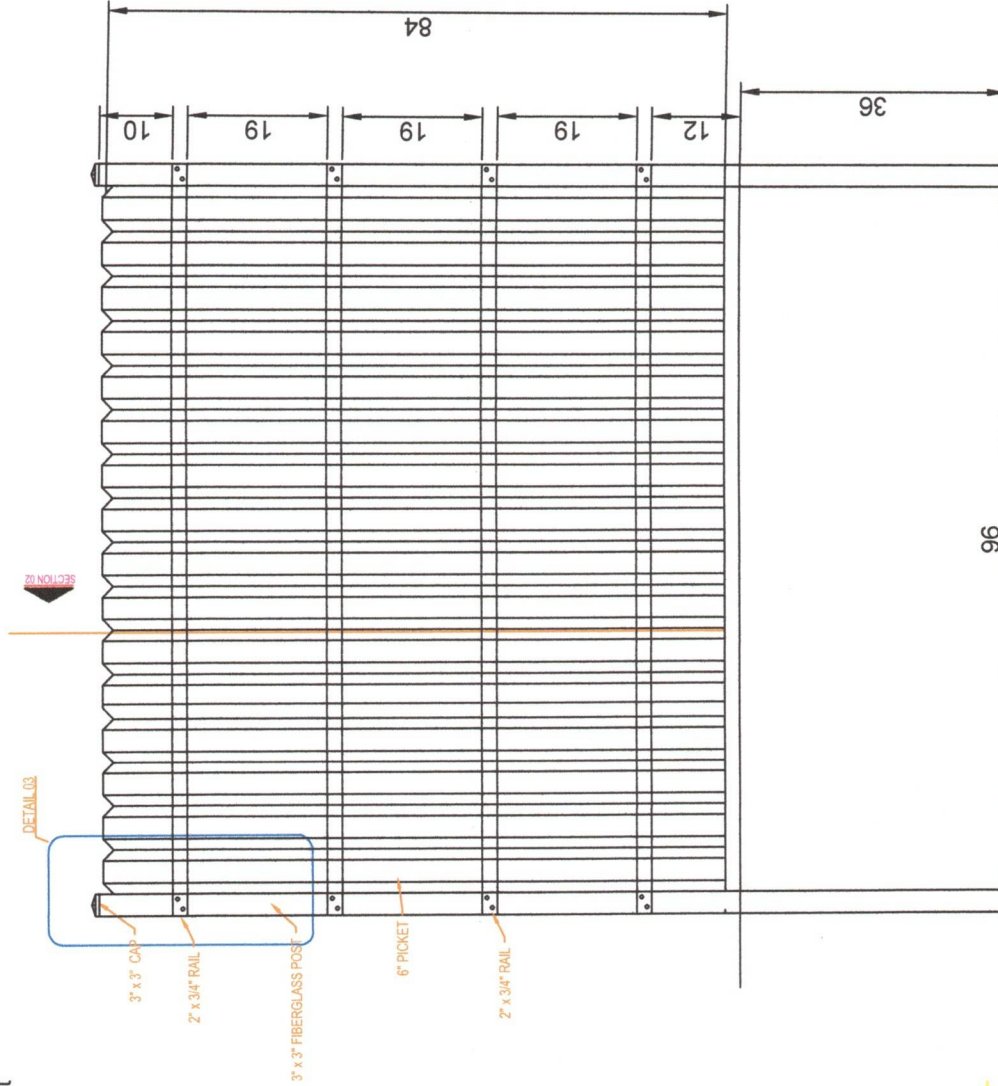 84
10
19
19
19
12
36
SECTION 02
96
DETAIL 03
3" x 3" CAP
2" x 3/4" RAIL
3" x 3" FIBERGLASS POST
6" PICKET
2" x 3/4" RAIL